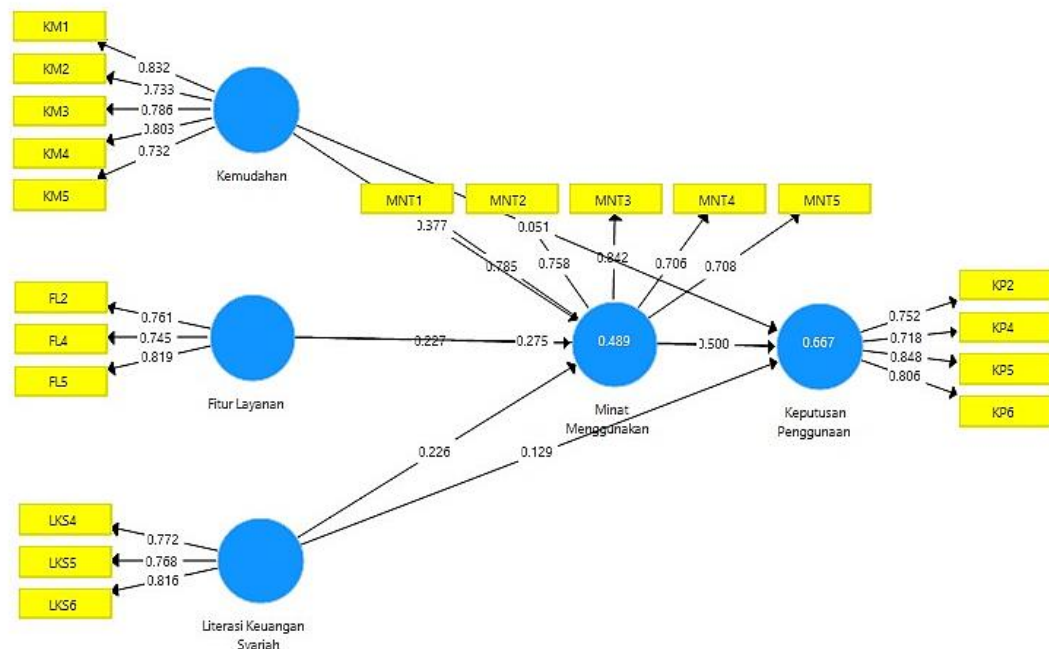 KM1
KM2
KM3
KM4
KM5
0.832
0.733
0.786
0.803
0.732
Kemudahan
MNT1
MNT2
MNT3
MNT4
MNT5
0.377
0.051
0.785
0.758
0.842
0.706
0.708
FL2
FL4
FL5
0.761
0.745
0.819
Fitur Layanan
0.227
0.275
0.489
Minat
Menggunakan
0.500
0.667
Keputusan
Penggunaan
0.752
0.718
0.848
0.806
KP2
KP4
KP5
KP6
0.226
0.129
LKS4
LKS5
LKS6
0.772
0.768
0.816
Literasi Keuangan
Syariah